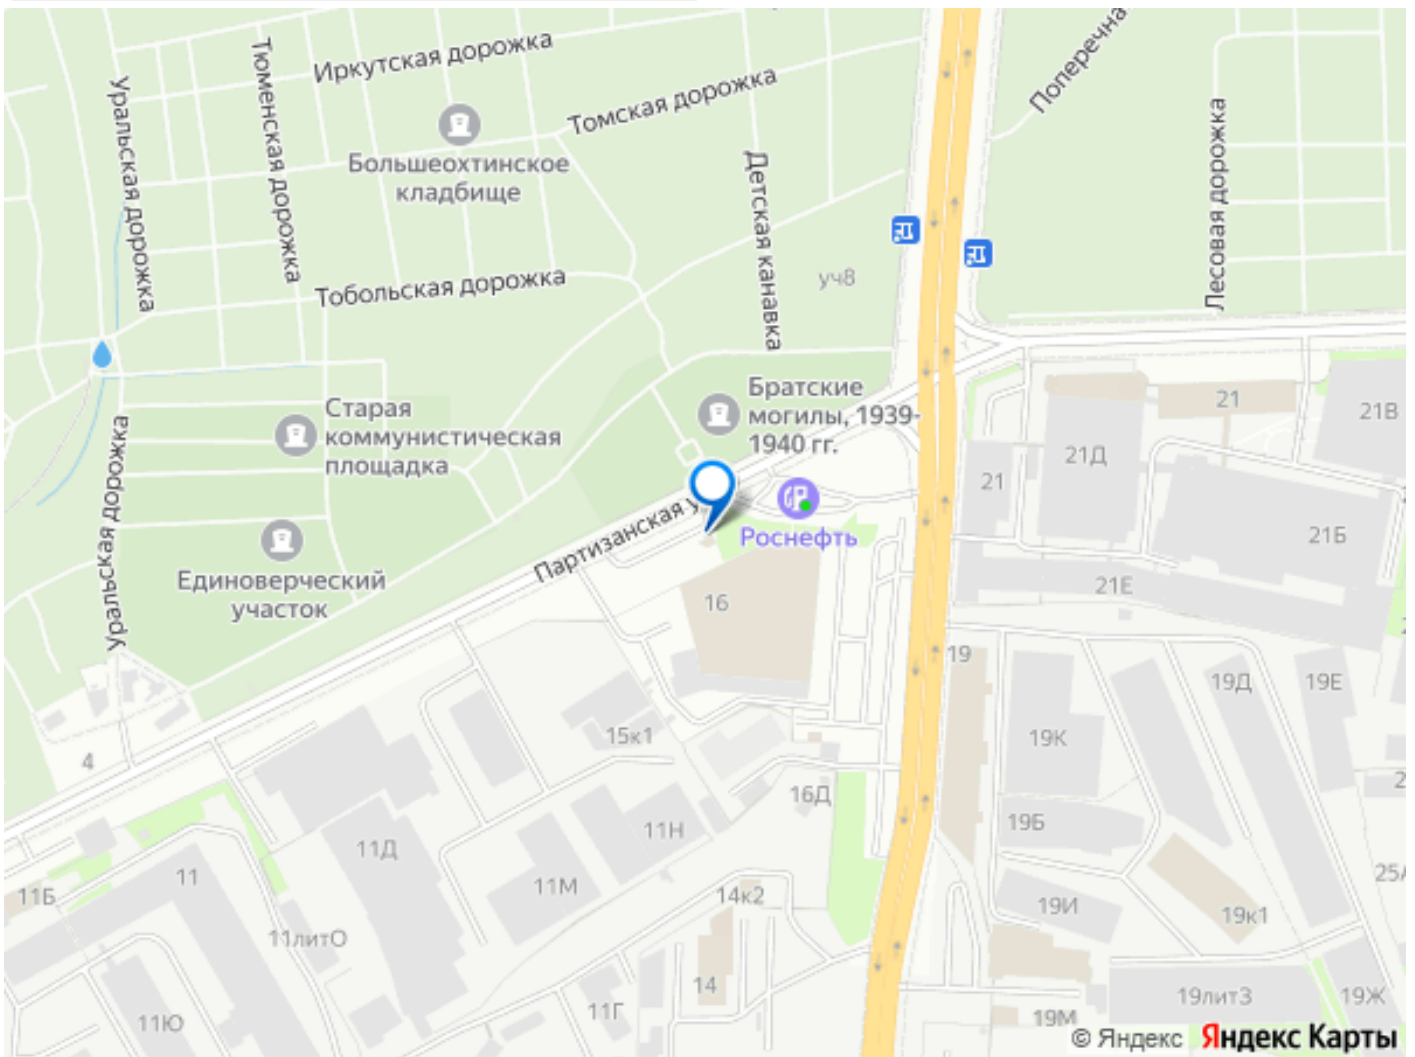 Иркутская дорожка
Тюменская дорожка
Уральская дорожка
Томская дорожка
Поперечна
Большеохтинское
кладбище
Детская канавка
Лесовая дорожка
Тобольская дорожка
уч8
Братские
могилы, 1939-
1940 гг.
21
21В
Старая
коммунистическая
площадка
21Д
21
Уральская дорожка
Партизанская у
Роснефть
21Б
Единоверческий
участок
16
21Е
19
19Д
19Е
15к1
19К
4
16Д
11Д
11Н
19Б
11
11М
14к2
25А
11Б
19И
19к1
11литО
14
11Г
19литЗ
19Ж
11Ю
19М
© Яндекс Яндекс Карты